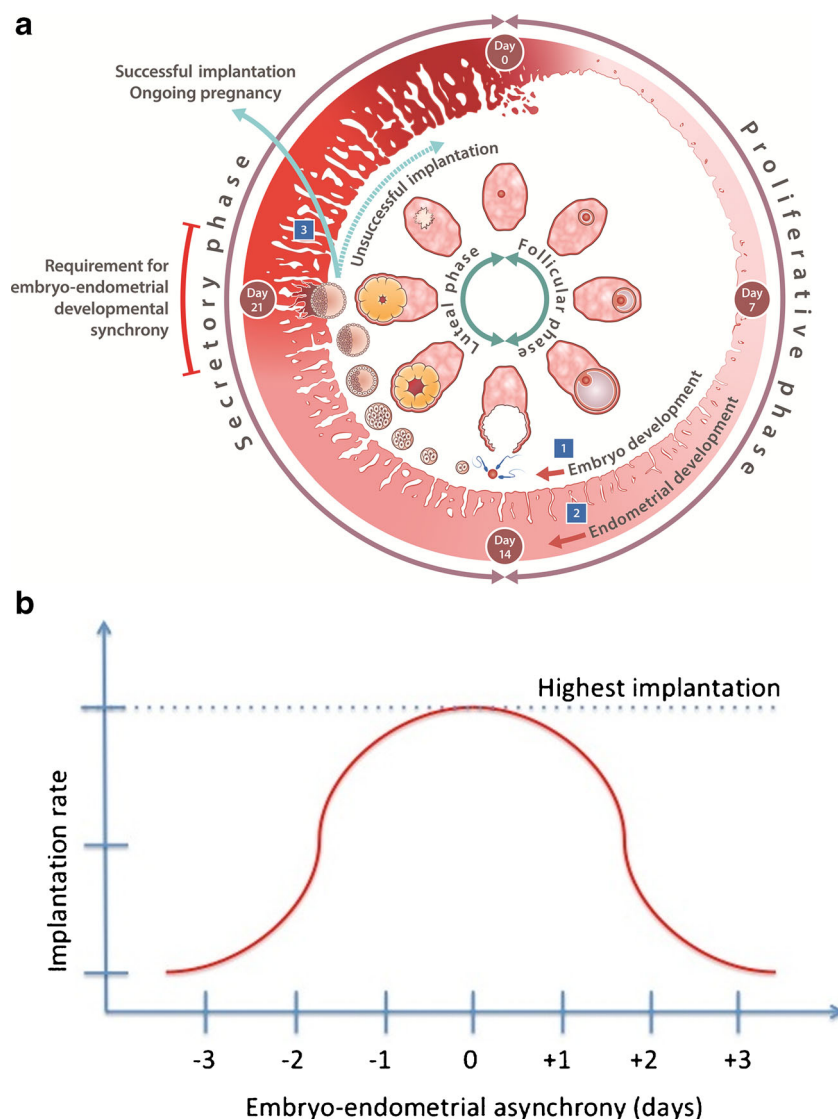 a
Day
0
Successful implantation
Ongoing pregnancy
Unsuccessful implantation
Secretory phase
Proliferative phase
3
Requirement for
embryo-endometrial
developmental
synchrony
Day
21
Luteal phase
Follicular phase
Day
7
1
Embryo development
2
Endometrial development
Day
14
b
Highest implantation
Implantation rate
-3 -2 -1 0 +1 +2 +3
Embryo-endometrial asynchrony (days)